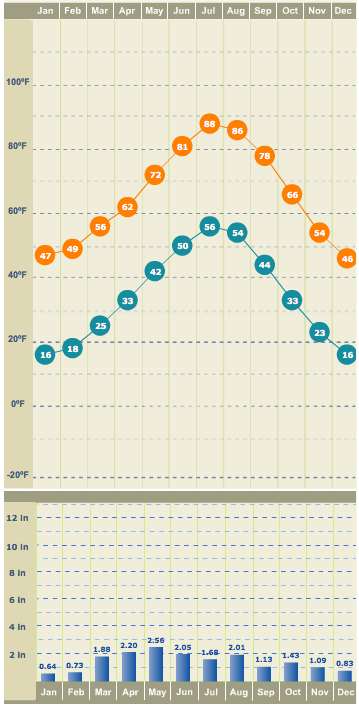 Jan Feb Mar Apr May Jun Jul Aug Sep Oct Nov Dec
100°F
88
86
80°F
81
78
72
66
62
60°F
56
56
54
54
50
49
47
46
44
42
40°F
33
33
25
23
20°F
18
16
16
0°F
-20°F
12 in
10 in
8 in
6 in
4 in
2 in
0.64 0.73 1.88 2.20 2.56 2.05 1.68 2.01 1.13 1.43 1.09 0.83
Jan Feb Mar Apr May Jun Jul Aug Sep Oct Nov Dec